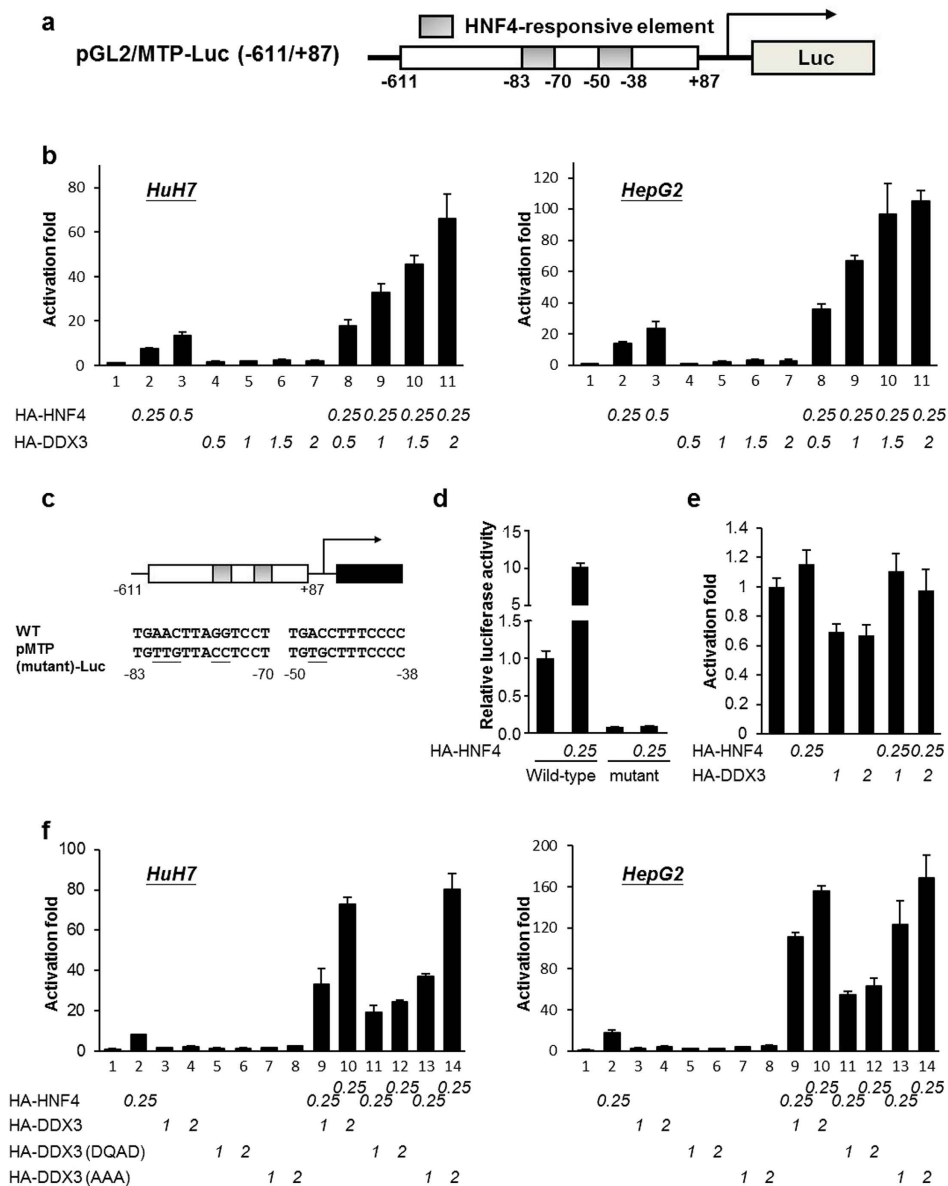 a
HNF4-responsive element
pGL2/MTP-Luc (-611/+87)
Luc
-611 -83 -70 -50 -38 +87
b
HuH7
Activation fold
80
60
40
20
0
1 2 3 4 5 6 7 8 9 10 11
HA-HNF4 0.25 0.5 0.25 0.25 0.25 0.25
HA-DDX3 0.5 1 1.5 2 0.5 1 1.5 2
HepG2
Activation fold
120
100
80
60
40
20
0
1 2 3 4 5 6 7 8 9 10 11
HA-HNF4 0.25 0.5 0.25 0.25 0.25 0.25
HA-DDX3 0.5 1 1.5 2 0.5 1 1.5 2
c
-611 +87
WT TGAACTTAGGTCCT TGACCTTTCCCC
pMTP TGTTGTTACCTCCT TGTGCTTTCCCC
(mutant)-Luc
-83 -70 -50 -38
d
Relative luciferase activity
15
10
5
1.5
1.0
0.5
0.0
HA-HNF4 0.25 0.25
Wild-type mutant
e
Activation fold
1.4
1.2
1
0.8
0.6
0.4
0.2
0
HA-HNF4 0.25 0.25 0.25
HA-DDX3 1 2 1 2
f
HuH7
Activation fold
100
80
60
40
20
0
1 2 3 4 5 6 7 8 9 10 11 12 13 14
HA-HNF4 0.25 0.25 0.25 0.25 0.25 0.25 0.25
HA-DDX3 1 2 1 2
HA-DDX3 (DQAD) 1 2 1 2
HA-DDX3 (AAA) 1 2 1 2
HepG2
Activation fold
200
160
120
80
40
0
1 2 3 4 5 6 7 8 9 10 11 12 13 14
0.25 0.25 0.25 0.25 0.25 0.25 0.25
1 2 1 2
1 2 1 2
1 2 1 2